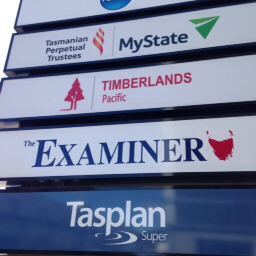 Tasmanian
Perpetual
Trustees
MyState
TIMBERLANDS
Pacific
The EXAMINER
Tasplan
Super